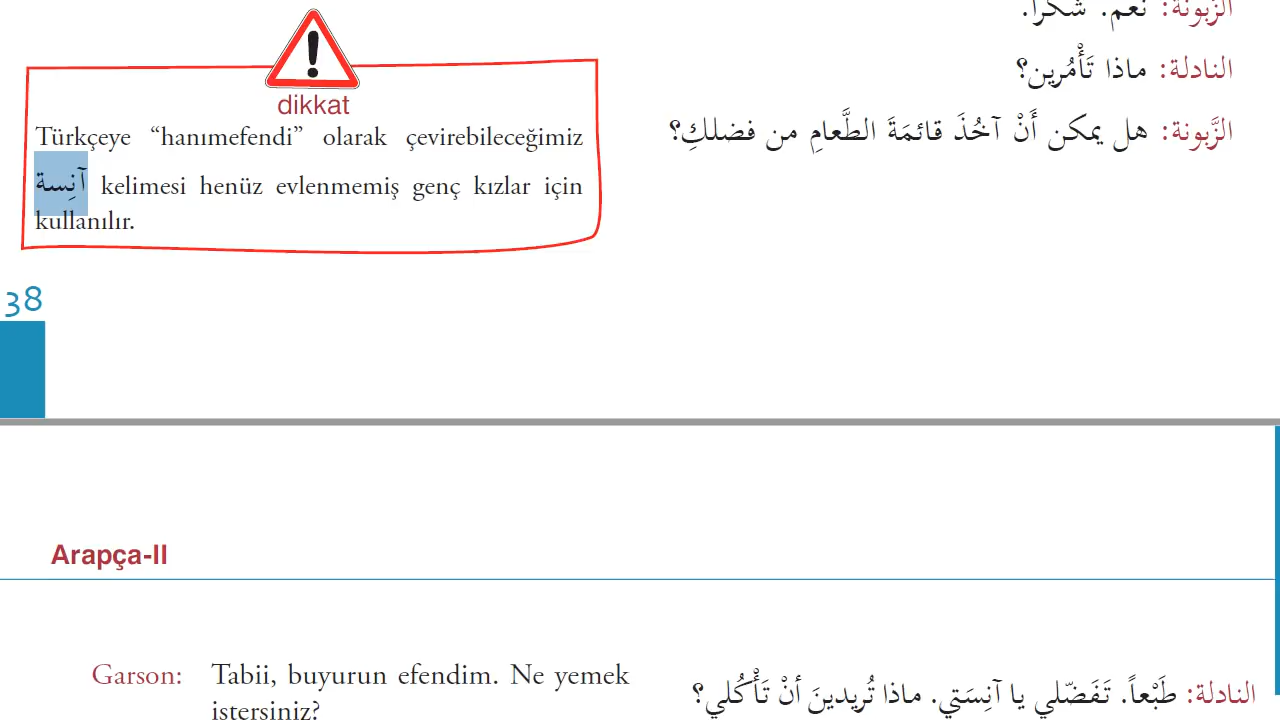 الزَّبونة: نعم. شكراً.
النادلة: ماذا تَأْمُرين؟
الزَّبونة: هل يمكن أَنْ آخُذَ قائمَةَ الطَّعامِ من فضلكِ؟
dikkat
Türkçeye “hanımefendi” olarak çevirebileceğimiz
آنِسة kelimesi henüz evlenmemiş genç kızlar için
kullanılır.
38
Arapça-II
Garson: Tabii, buyurun efendim. Ne yemek
istersiniz?
النادلة: طَبْعاً. تَفَضّلي يا آنِسَتي. ماذا تُريدينَ أنْ تَأْكُلي؟